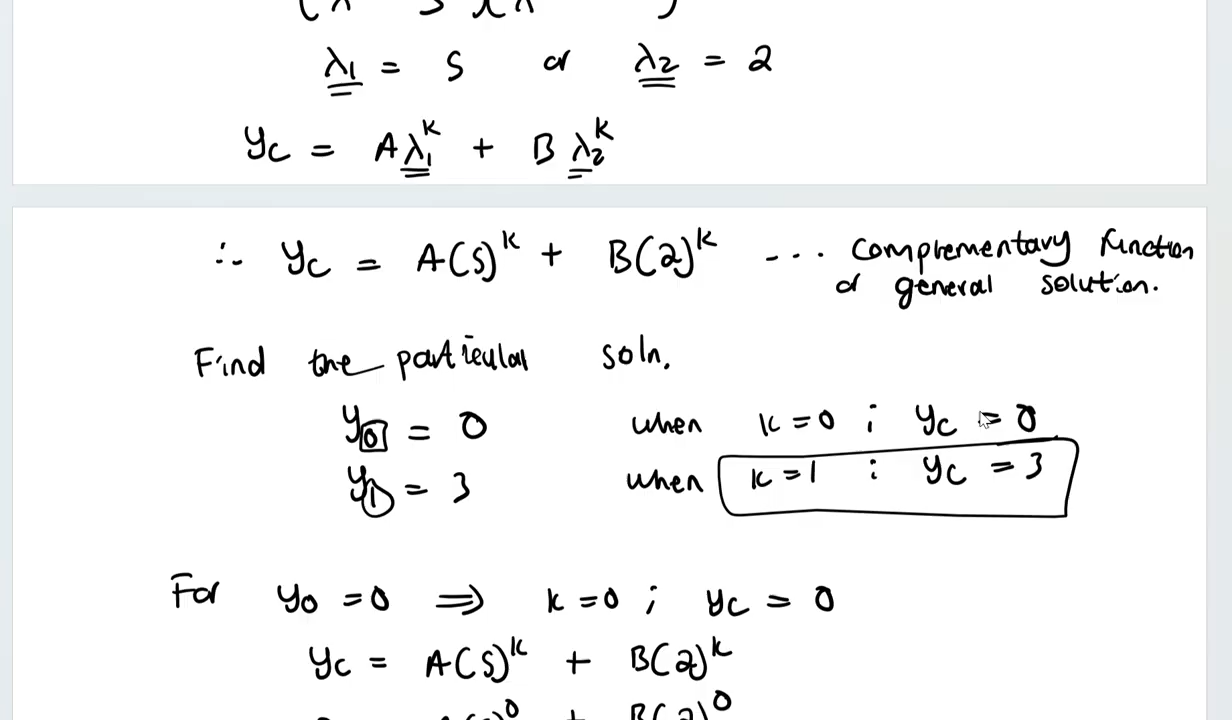 λ1 = 5 or λ2 = 2
yc = Aλ1^k + Bλ2^k
∴ yc = A(5)^k + B(2)^k --- complementary function
or general solution.
Find the particular soln.
y0 = 0 when k=0 ; yc = 0
y1 = 3 when k=1 ; yc = 3
For y0 = 0 ⟹ k=0 ; yc = 0
yc = A(5)^k + B(2)^k